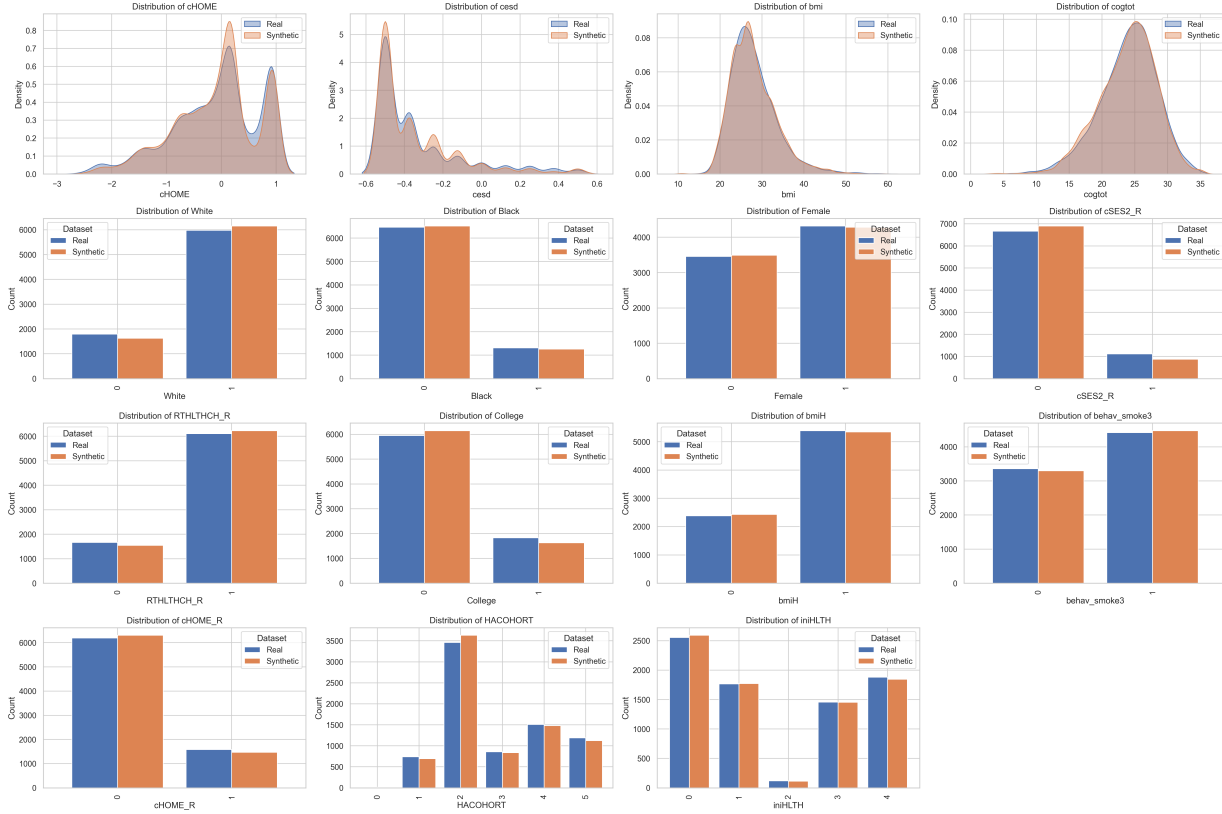 Distribution of cHOME
Density
0.8
0.7
0.6
0.5
0.4
0.3
0.2
0.1
0.0
−3
−2
−1
0
1
cHOME
Real
Synthetic
Distribution of cesd
Density
5
4
3
2
1
0
−0.6
−0.4
−0.2
0.0
0.2
0.4
0.6
cesd
Real
Synthetic
Distribution of bmi
Density
0.08
0.06
0.04
0.02
0.00
10
20
30
40
50
60
bmi
Real
Synthetic
Distribution of cogtot
Density
0.10
0.08
0.06
0.04
0.02
0.00
0
5
10
15
20
25
30
35
cogtot
Real
Synthetic
Distribution of White
Count
6000
5000
4000
3000
2000
1000
0
0
1
White
Dataset
Real
Synthetic
Distribution of Black
Count
6000
5000
4000
3000
2000
1000
0
0
1
Black
Dataset
Real
Synthetic
Distribution of Female
Count
4000
3000
2000
1000
0
0
1
Female
Dataset
Real
Synthetic
Distribution of cSES2_R
Count
7000
6000
5000
4000
3000
2000
1000
0
0
1
cSES2_R
Dataset
Real
Synthetic
Distribution of RTHLTHCH_R
Count
6000
5000
4000
3000
2000
1000
0
0
1
RTHLTHCH_R
Dataset
Real
Synthetic
Distribution of College
Count
6000
5000
4000
3000
2000
1000
0
0
1
College
Dataset
Real
Synthetic
Distribution of bmiH
Count
5000
4000
3000
2000
1000
0
0
1
bmiH
Dataset
Real
Synthetic
Distribution of behav_smoke3
Count
4000
3000
2000
1000
0
0
1
behav_smoke3
Dataset
Real
Synthetic
Distribution of cHOME_R
Count
6000
5000
4000
3000
2000
1000
0
0
1
cHOME_R
Dataset
Real
Synthetic
Distribution of HACOHORT
Count
3500
3000
2500
2000
1500
1000
500
0
0
1
2
3
4
5
HACOHORT
Dataset
Real
Synthetic
Distribution of iniHLTH
Count
2500
2000
1500
1000
500
0
0
1
2
3
4
iniHLTH
Dataset
Real
Synthetic